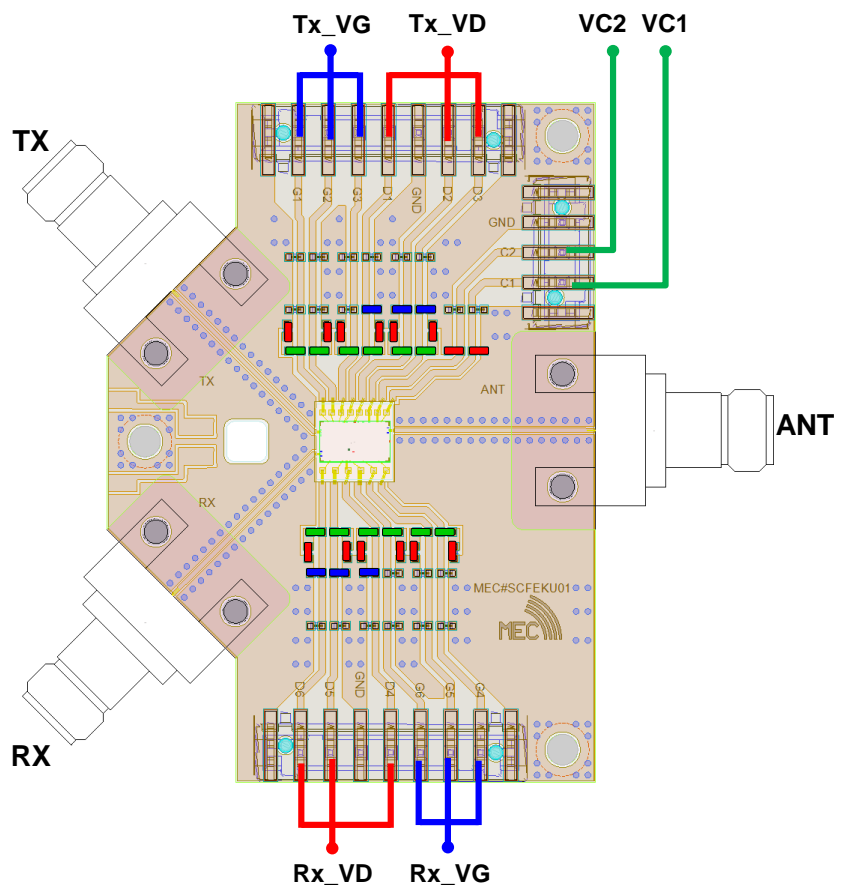 Tx_VG Tx_VD VC2 VC1
TX
G1 G2 G3 D1 GND D2 D3
GND
C2
C1
TX
ANT
ANT
RX
MEC#SCFEKU01
MEC
D6 D5 GND D4 G6 G5 G4
RX
Rx_VD Rx_VG